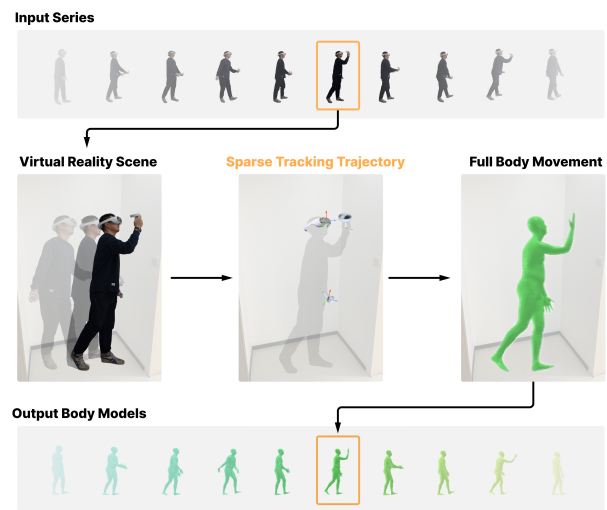 Input Series
Virtual Reality Scene
Sparse Tracking Trajectory
Full Body Movement
Output Body Models